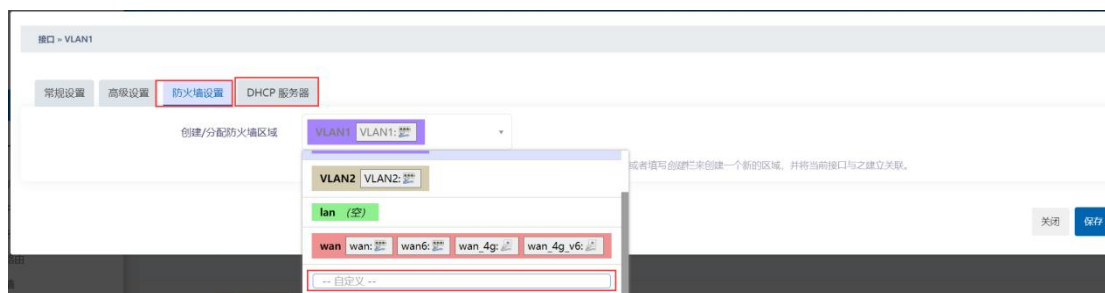 接口 » VLAN1
常规设置 高级设置 防火墙设置 DHCP 服务器
创建/分配防火墙区域 VLAN1 VLAN1:
或者填写创建栏来创建一个新的区域，并将当前接口与之建立关联。
VLAN2 VLAN2:
lan (空)
关闭 保存
wan wan: wan6: wan_4g: wan_4g_v6:
-- 自定义 --